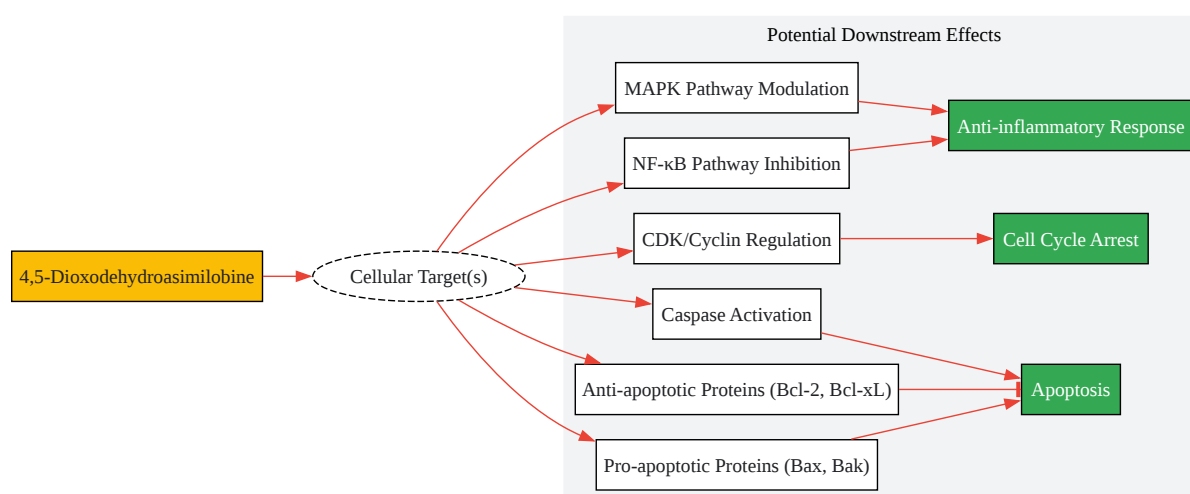 Potential Downstream Effects
MAPK Pathway Modulation
Anti-inflammatory Response
NF-κB Pathway Inhibition
CDK/Cyclin Regulation
Cell Cycle Arrest
4,5-Dioxodehydroasimilobine
Cellular Target(s)
Caspase Activation
Anti-apoptotic Proteins (Bcl-2, Bcl-xL)
Apoptosis
Pro-apoptotic Proteins (Bax, Bak)